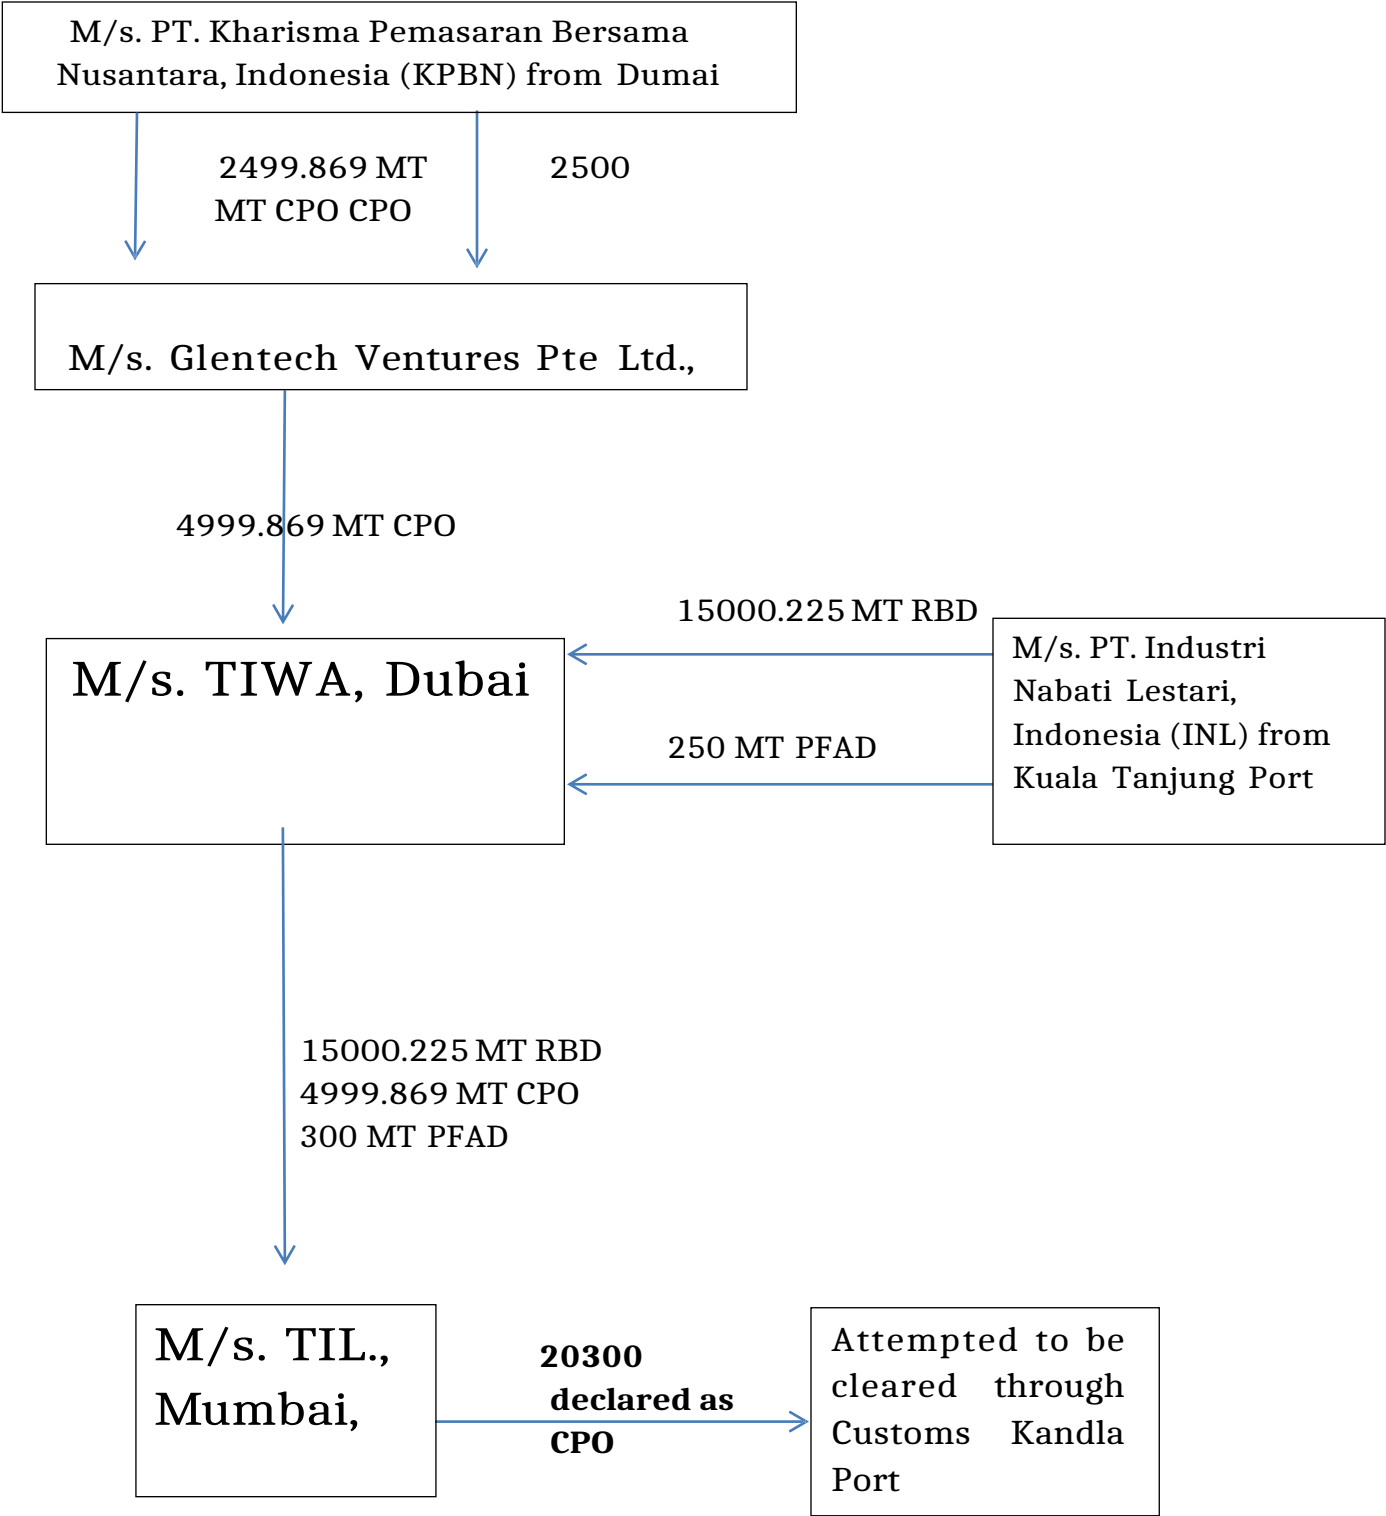 M/s. PT. Kharisma Pemasaran Bersama
Nusantara, Indonesia (KPBN) from Dumai
2499.869 MT 2500
MT CPO CPO
M/s. Glentech Ventures Pte Ltd.,
4999.869 MT CPO
15000.225 MT RBD
M/s. TIWA, Dubai
250 MT PFAD
M/s. PT. Industri
Nabati Lestari,
Indonesia (INL) from
Kuala Tanjung Port
15000.225 MT RBD
4999.869 MT CPO
300 MT PFAD
M/s. TIL.,
Mumbai,
20300
declared as
CPO
Attempted to be
cleared through
Customs Kandla
Port